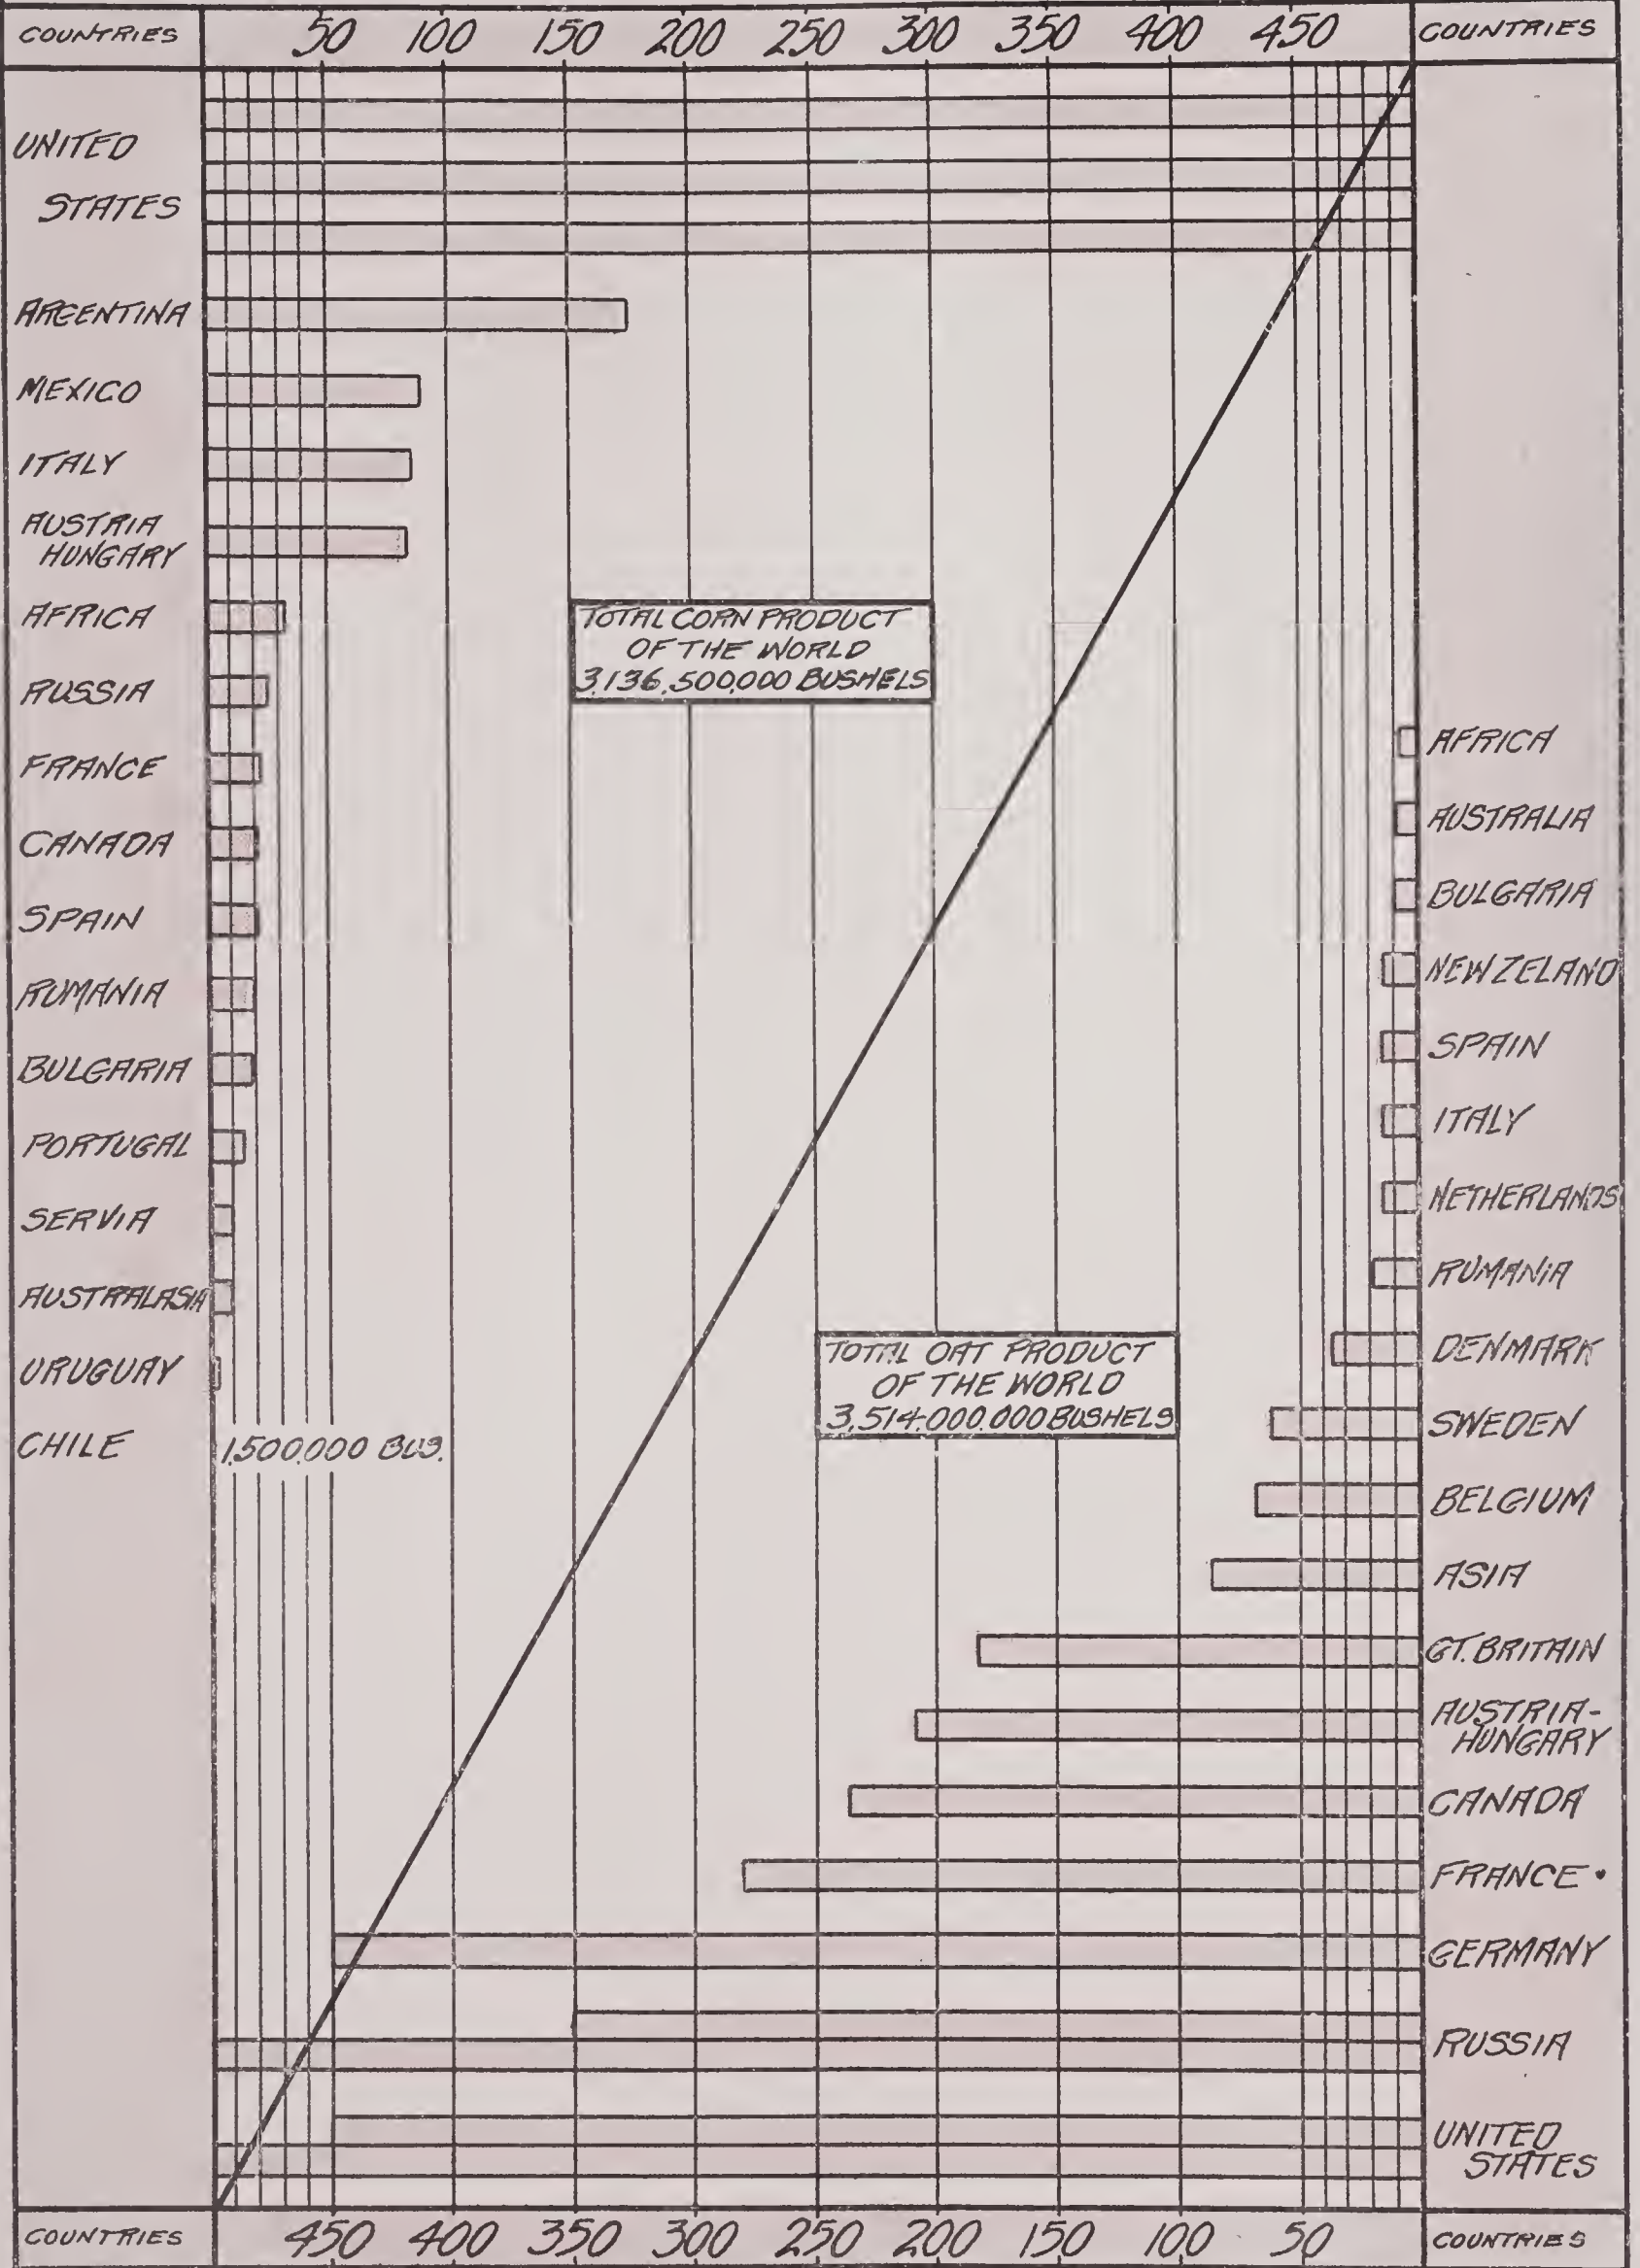 COUNTRIES 50 100 150 200 250 300 350 400 450 COUNTRIES
UNITED
STATES
ARGENTINA
MEXICO
ITALY
AUSTRIA
HUNGARY
AFRICA
RUSSIA
FRANCE
CANADA
SPAIN
RUMANIA
BULGARIA
PORTUGAL
SERVIA
AUSTRALASIA
URUGUAY
CHILE 1,500,000 BUS.
TOTAL CORN PRODUCT
OF THE WORLD
3,136,500,000 BUSHELS
TOTAL OAT PRODUCT
OF THE WORLD
3,514,000,000 BUSHELS
AFRICA
AUSTRALIA
BULGARIA
NEW ZELAND
SPAIN
ITALY
NETHERLANDS
RUMANIA
DENMARK
SWEDEN
BELGIUM
ASIA
GT. BRITAIN
AUSTRIA-
HUNGARY
CANADA
FRANCE.
GERMANY
RUSSIA
UNITED
STATES
COUNTRIES 450 400 350 300 250 200 150 100 50 COUNTRIES